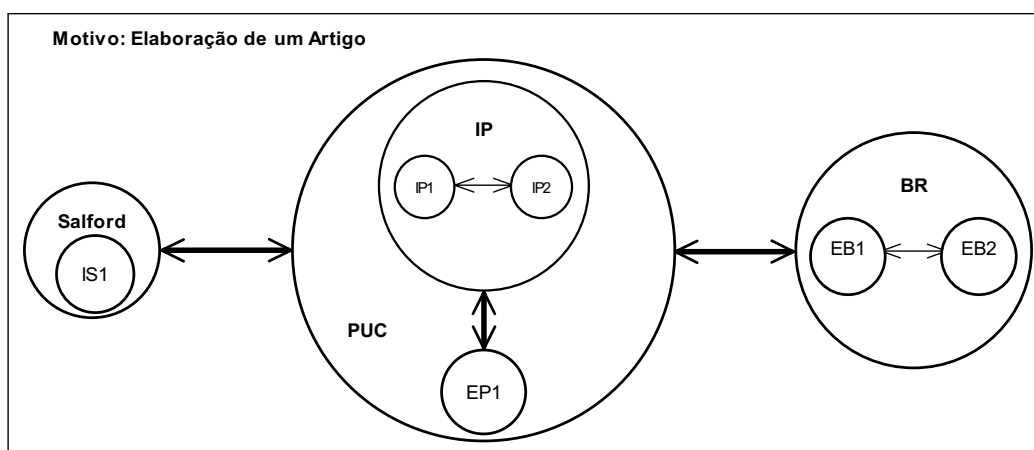 Motivo: Elaboração de um Artigo
IP
IP1
IP2
BR
Salford
IS1
EB1
EB2
PUC
EP1